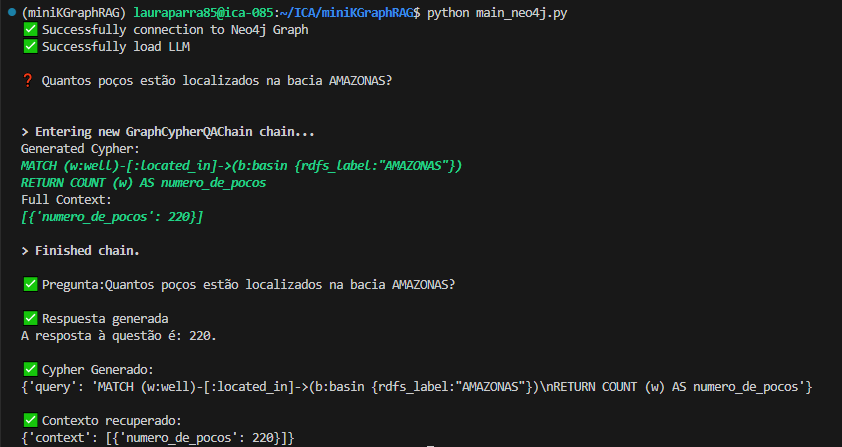 (miniKGraphRAG) lauraparra85@ica-085:~/ICA/miniKGraphRAG$ python main_neo4j.py
✅ Successfully connection to Neo4j Graph
✅ Successfully load LLM
❓ Quantos poços estão localizados na bacia AMAZONAS?
> Entering new GraphCypherQAChain chain...
Generated Cypher:
MATCH (w:well)-[:located_in]->(b:basin {rdfs_label:"AMAZONAS"})
RETURN COUNT (w) AS numero_de_pocos
Full Context:
[{'numero_de_pocos': 220}]
> Finished chain.
✅ Pregunta:Quantos poços estão localizados na bacia AMAZONAS?
✅ Respuesta generada
A resposta à questão é: 220.
✅ Cypher Generado:
{'query': 'MATCH (w:well)-[:located_in]->(b:basin {rdfs_label:"AMAZONAS"})\nRETURN COUNT (w) AS numero_de_pocos'}
✅ Contexto recuperado:
{'context': [{'numero_de_pocos': 220}]}